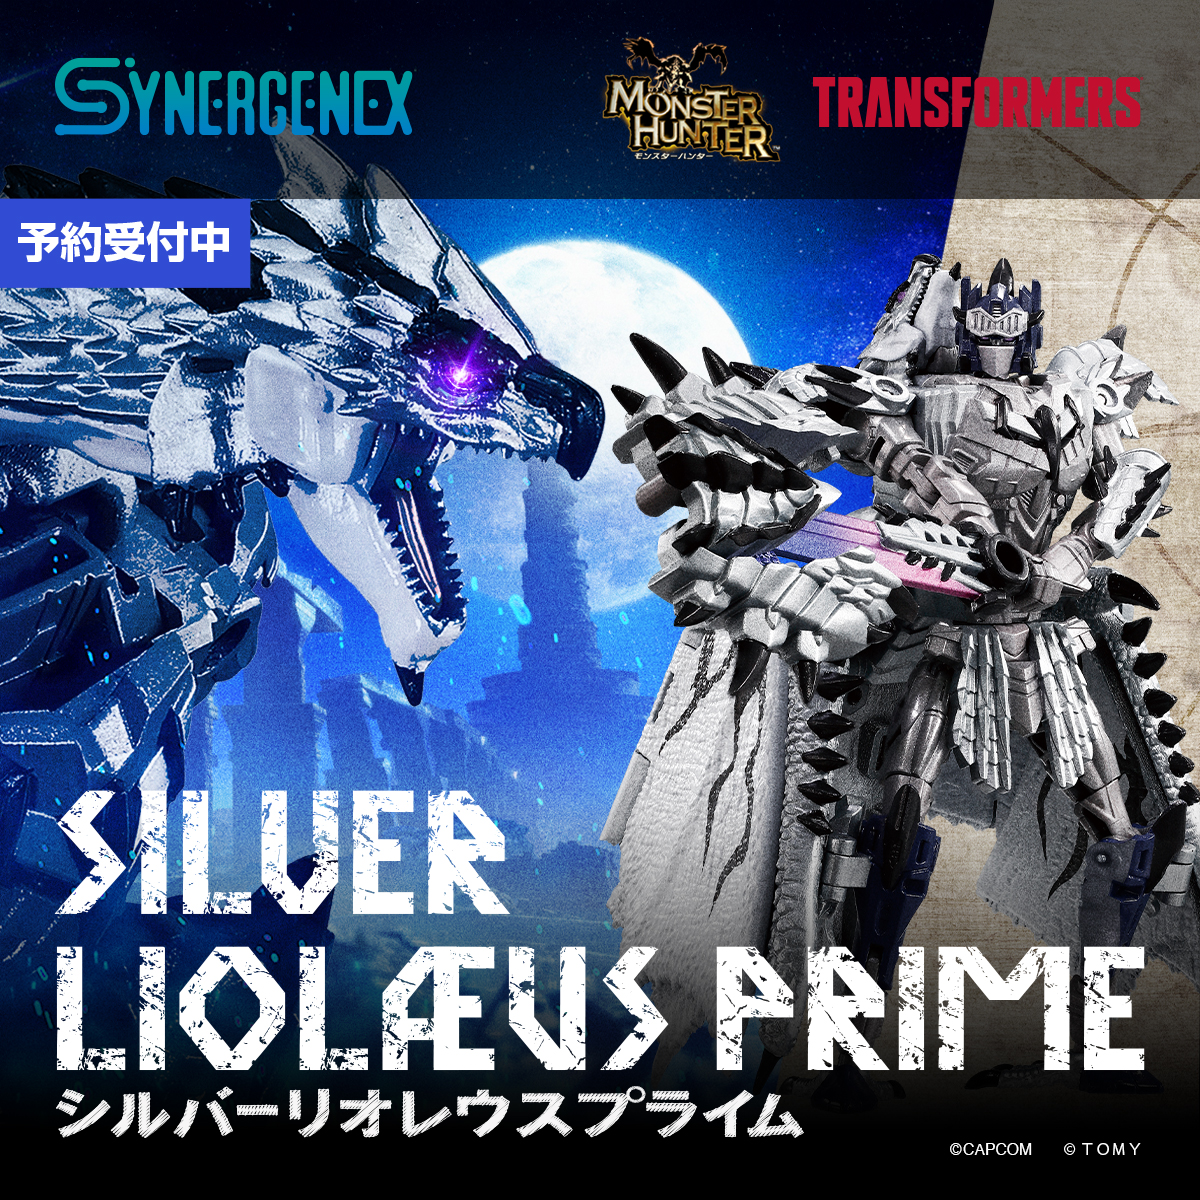 SYNERGENEX
MONSTER
HUNTER™
モンスターハンター
TRANSFORMERS
予約受付中
SILVER
LIOLÆUS PRIME
シルバーリオレウスプライム
©CAPCOM © TOMY